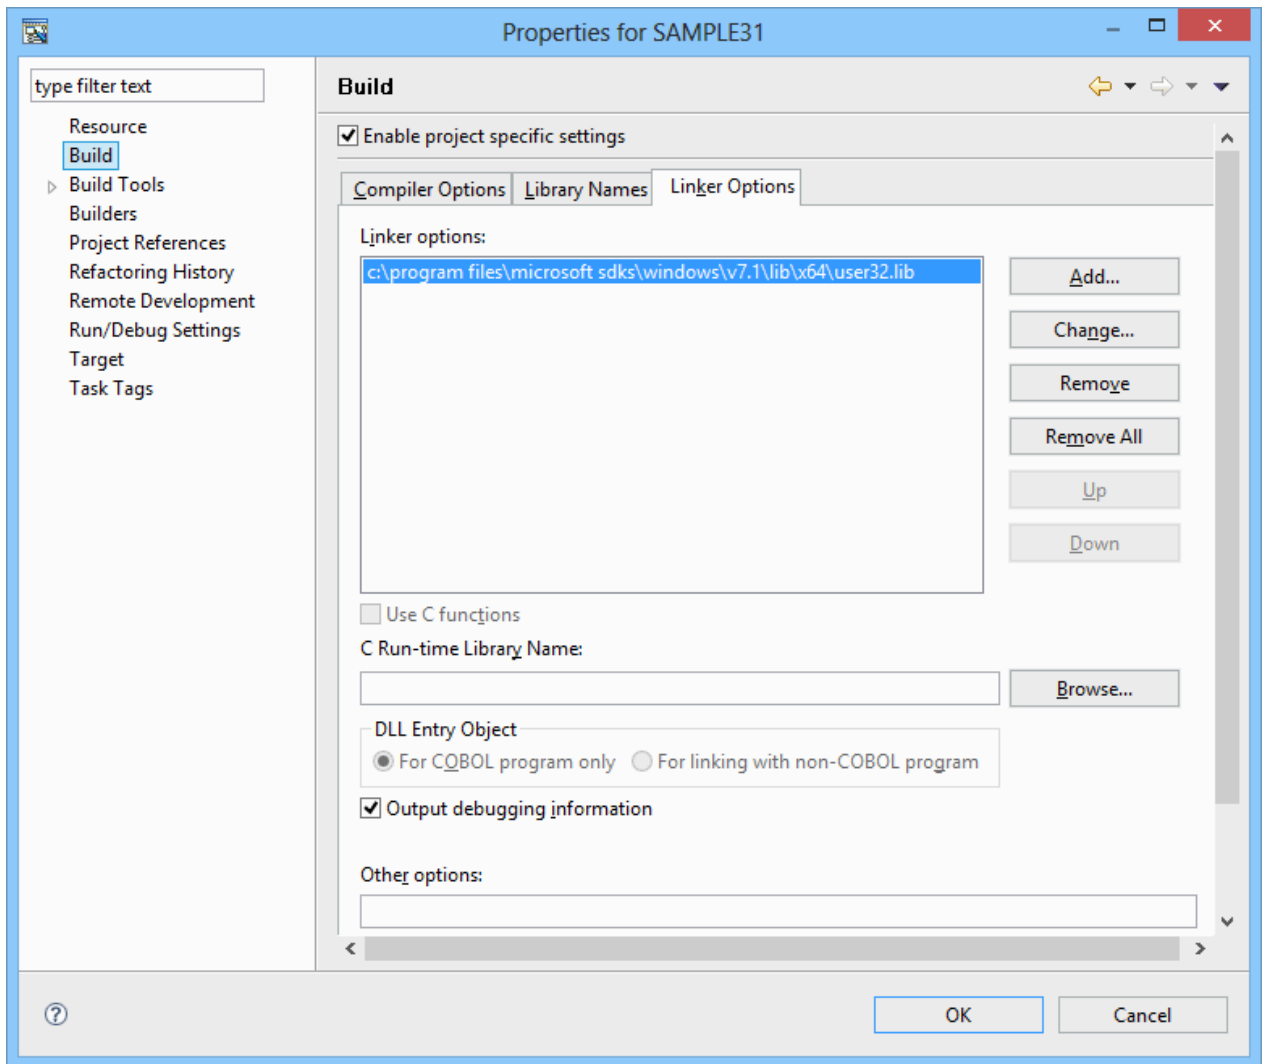 Properties for SAMPLE31
type filter text
Resource
Build
Build Tools
Builders
Project References
Refactoring History
Remote Development
Run/Debug Settings
Target
Task Tags
Build
Enable project specific settings
Compiler Options Library Names Linker Options
Linker options:
c:\program files\microsoft sdks\windows\v7.1\lib\x64\user32.lib
Add...
Change...
Remove
Remove All
Up
Down
Use C functions
C Run-time Library Name:
Browse...
DLL Entry Object
For COBOL program only For linking with non-COBOL program
Output debugging information
Other options:
OK Cancel